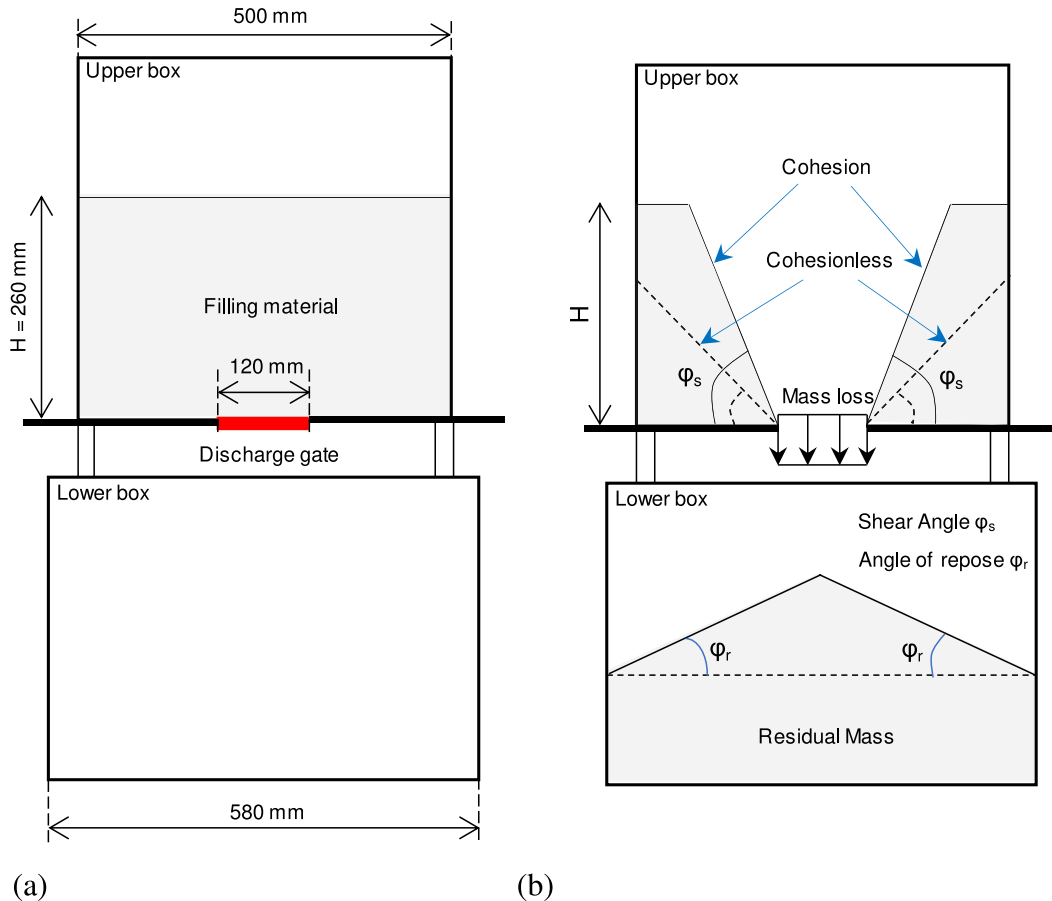 500 mm
Upper box
H = 260 mm
Filling material
120 mm
Discharge gate
Lower box
580 mm
(a)
Upper box
Cohesion
Cohesionless
H
φs
φs
Mass loss
Lower box
Shear Angle φs
Angle of repose φr
φr
φr
Residual Mass
(b)